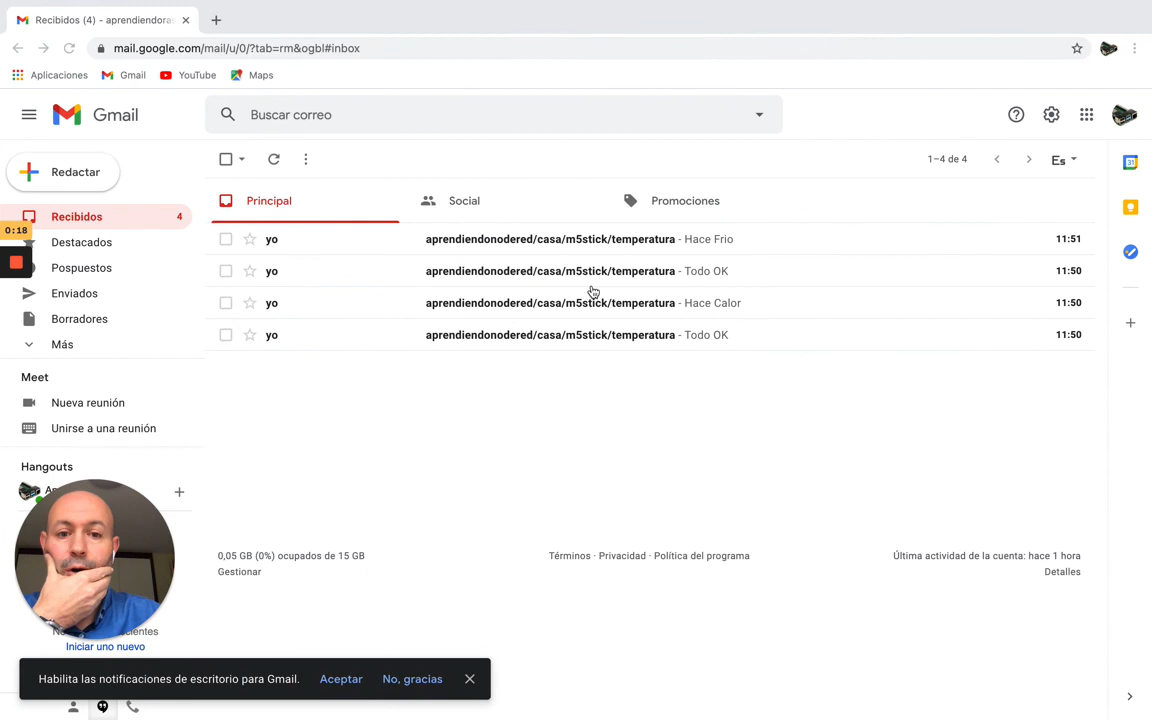 Recibidos (4) - aprendiendoras
mail.google.com/mail/u/0/?tab=rm&ogbl#inbox
Aplicaciones Gmail YouTube Maps
Gmail
Buscar correo
Redactar
1–4 de 4
Es
Recibidos 4
Principal Social Promociones
0:18
Destacados
yo aprendiendonodered/casa/m5stick/temperatura - Hace Frio 11:51
Pospuestos
yo aprendiendonodered/casa/m5stick/temperatura - Todo OK 11:50
Enviados
yo aprendiendonodered/casa/m5stick/temperatura - Hace Calor 11:50
Borradores
yo aprendiendonodered/casa/m5stick/temperatura - Todo OK 11:50
Más
Meet
Nueva reunión
Unirse a una reunión
Hangouts
0,05 GB (0%) ocupados de 15 GB
Gestionar
Términos · Privacidad · Política del programa
Última actividad de la cuenta: hace 1 hora
Detalles
Iniciar uno nuevo
Habilita las notificaciones de escritorio para Gmail. Aceptar No, gracias